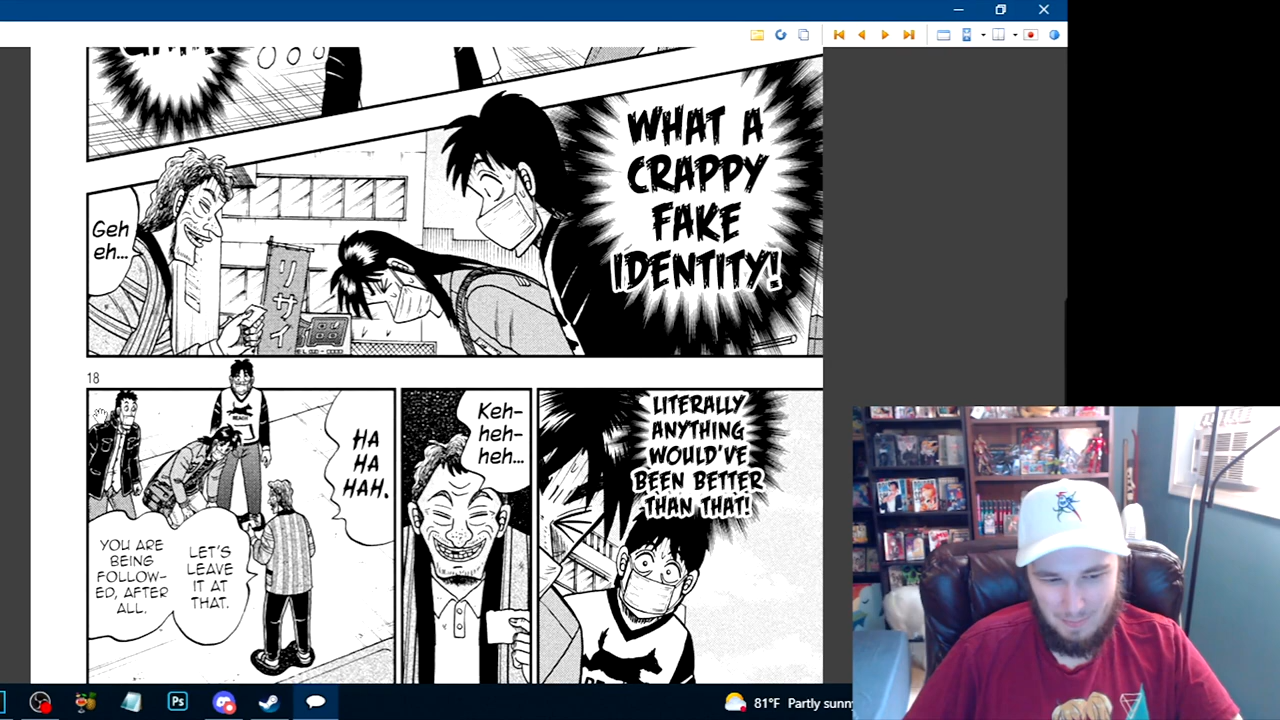 WHAT A
CRAPPY
FAKE
IDENTITY!
Geh
eh...
リサイ
18
LITERALLY
ANYTHING
WOULD'VE
BEEN BETTER
THAN THAT!
Keh-
heh-
heh...
HA
HA
HAH.
LET'S
LEAVE
IT AT
THAT.
YOU ARE
BEING
FOLLOW-
ED, AFTER
ALL.
Ps
81°F Partly sunny